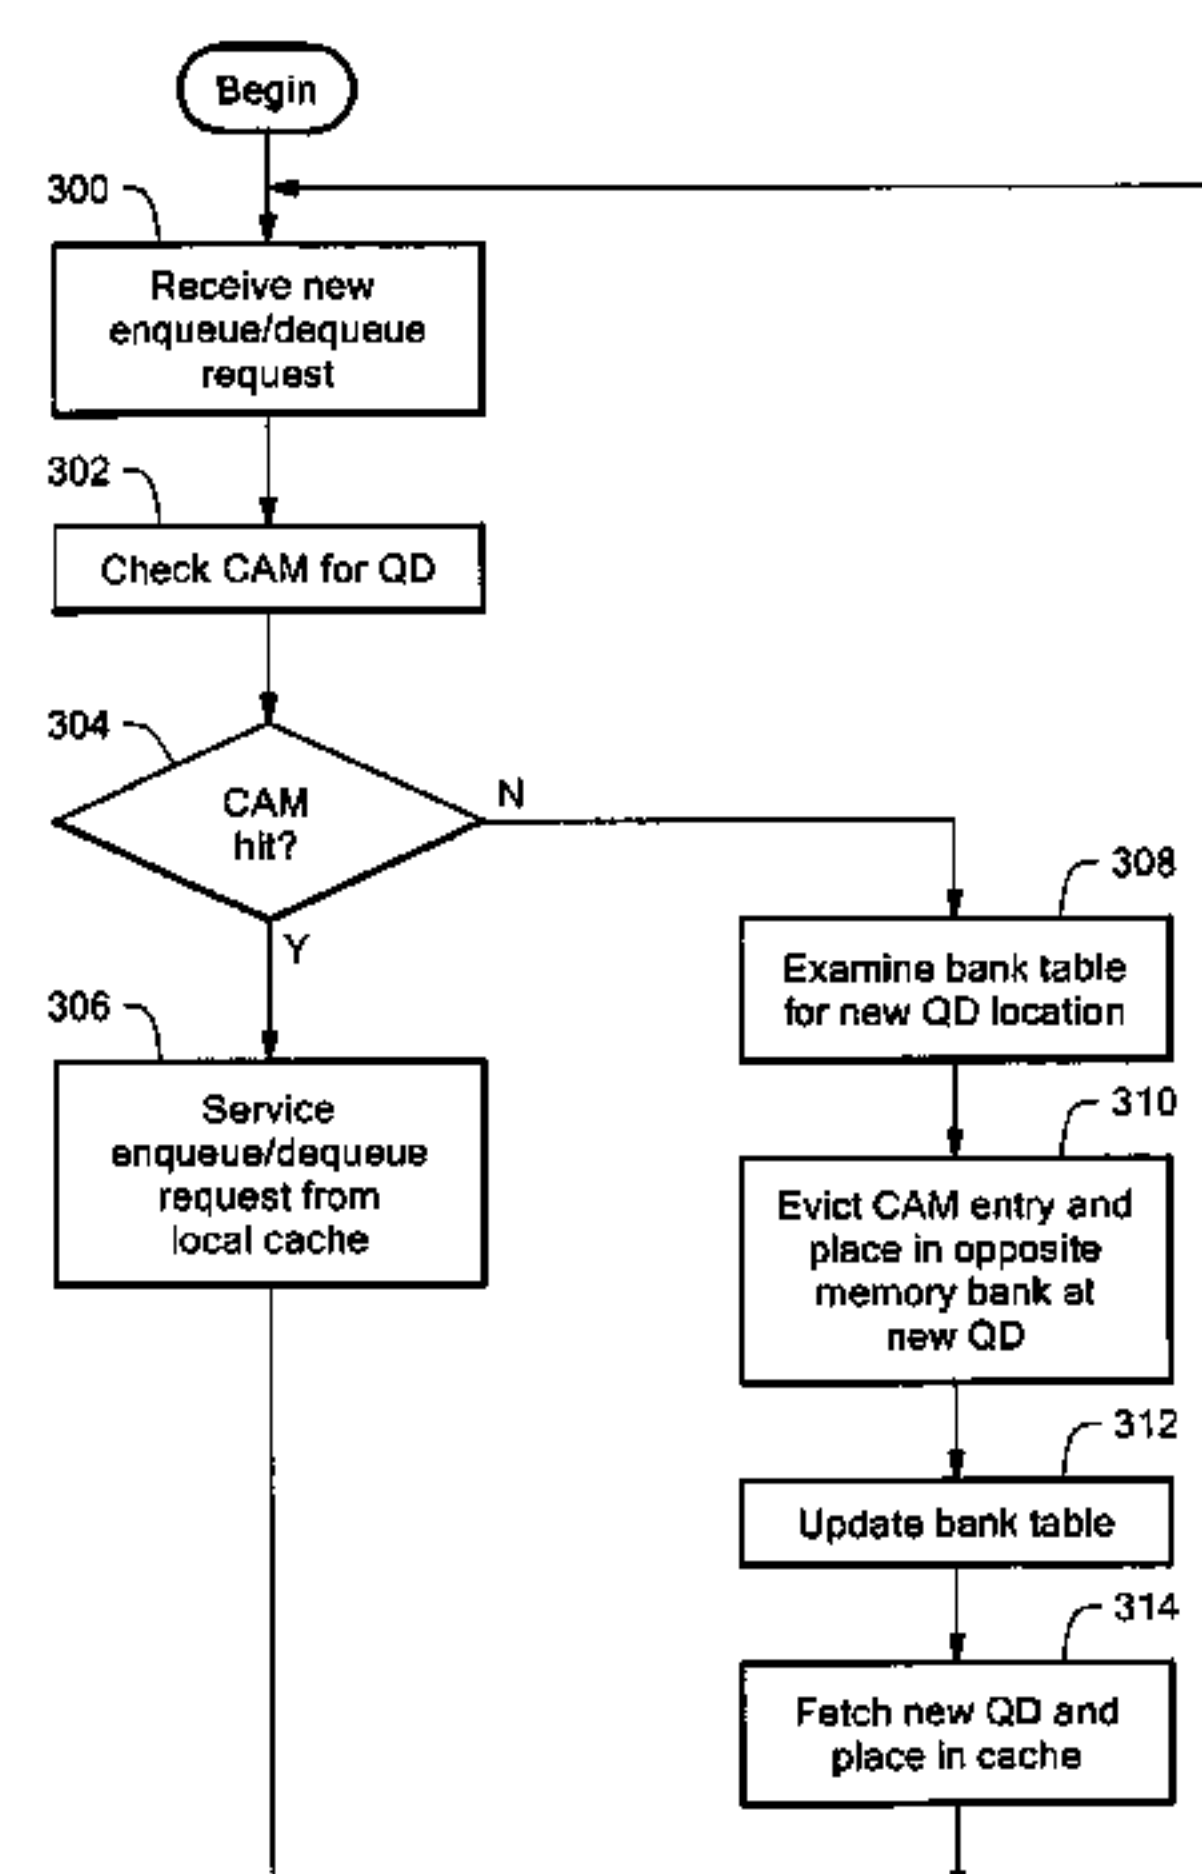 Begin
300
Receive new
enqueue/dequeue
request
302
Check CAM for QD
304
CAM
hit?
N
Y
306
Service
enqueue/dequeue
request from
local cache
308
Examine bank table
for new QD location
310
Evict CAM entry and
place in opposite
memory bank at
new QD
312
Update bank table
314
Fetch new QD and
place in cache